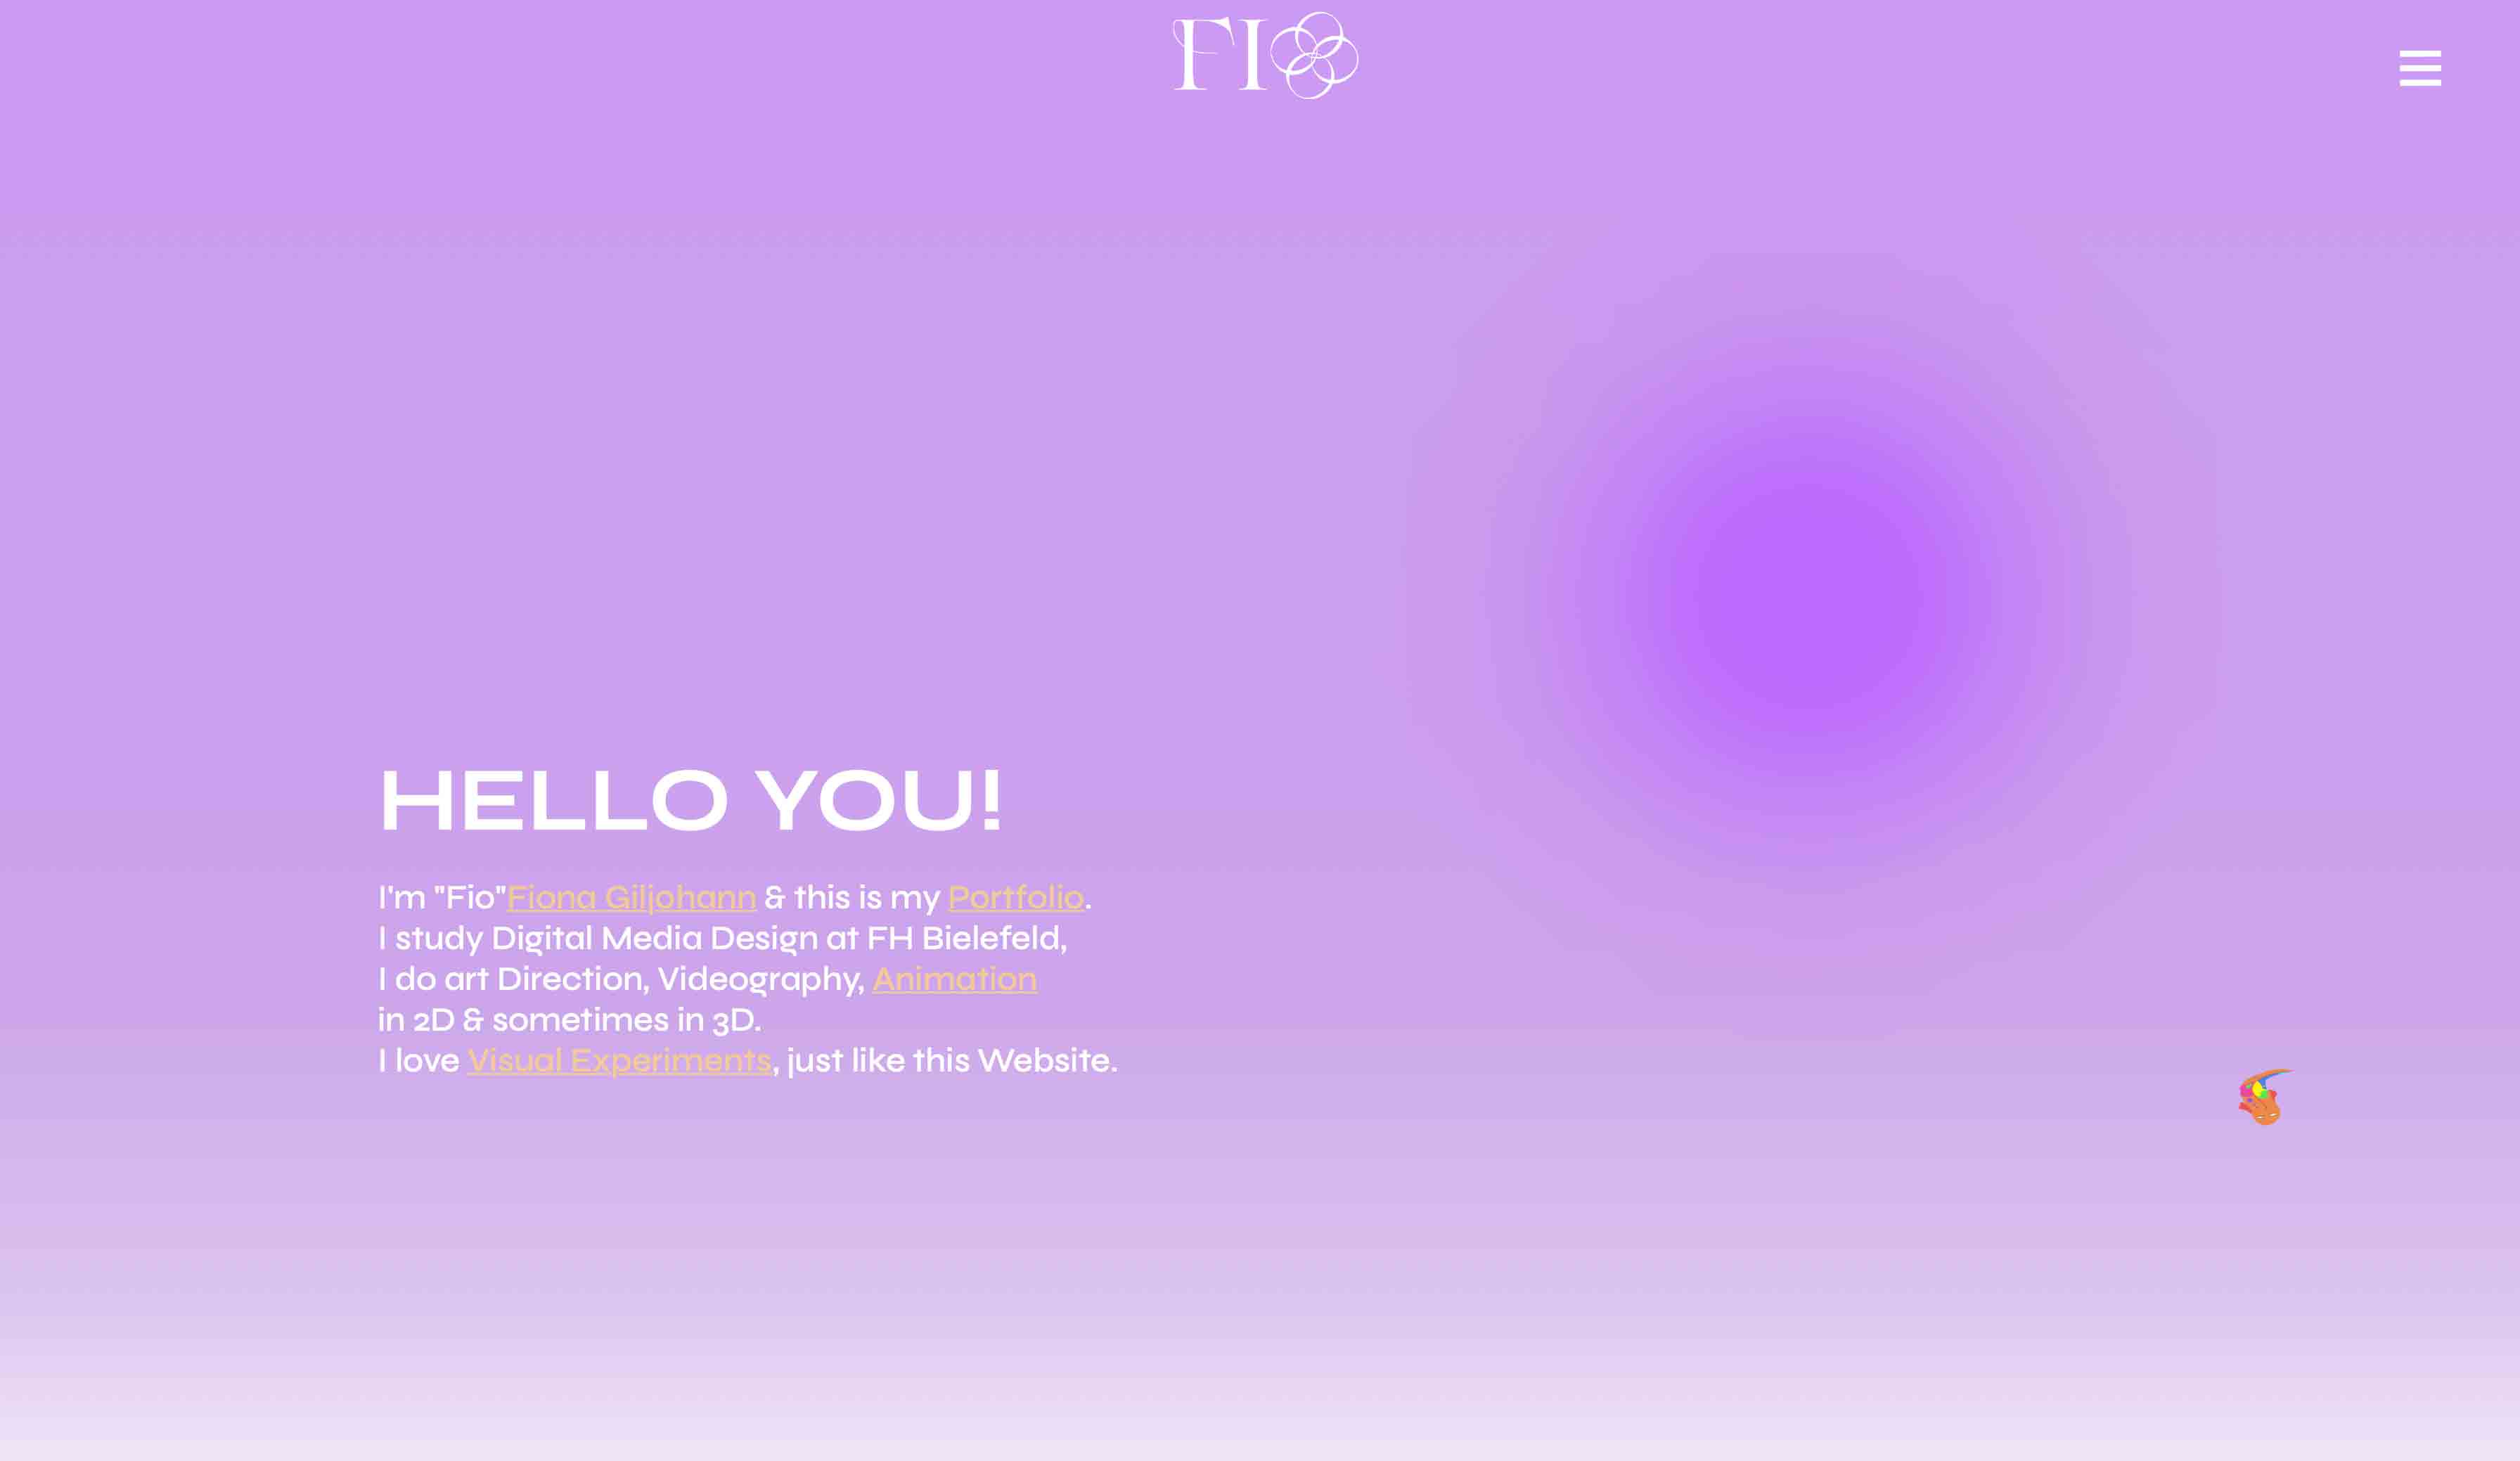 FIO
HELLO YOU!
I'm "Fio"Fiona Giljohann & this is my Portfolio.
I study Digital Media Design at FH Bielefeld,
I do art Direction, Videography, Animation
in 2D & sometimes in 3D.
I love Visual Experiments, just like this Website.